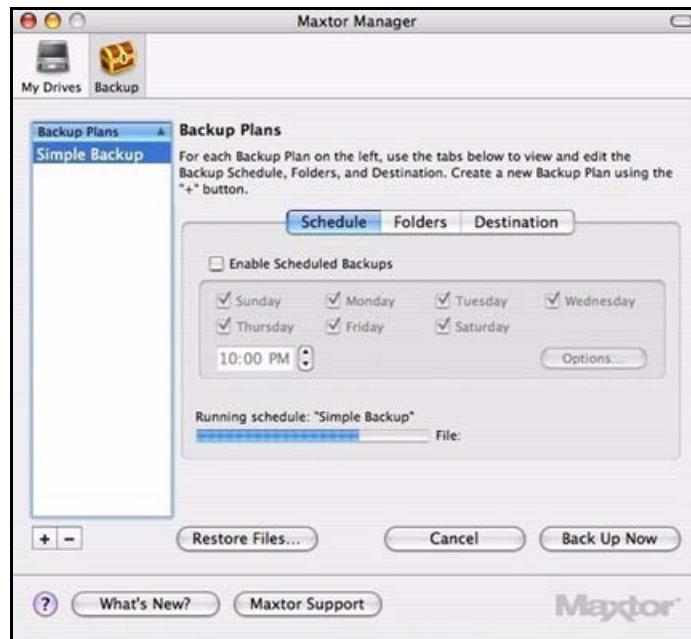 Maxtor Manager
My Drives
Backup
Backup Plans
Simple Backup
Backup Plans
For each Backup Plan on the left, use the tabs below to view and edit the
Backup Schedule, Folders, and Destination. Create a new Backup Plan using the
"+" button.
Schedule
Folders
Destination
Enable Scheduled Backups
Sunday
Monday
Tuesday
Wednesday
Thursday
Friday
Saturday
10:00 PM
Options...
Running schedule: "Simple Backup"
File:
+
-
Restore Files...
Cancel
Back Up Now
?
What's New?
Maxtor Support
Maxtor